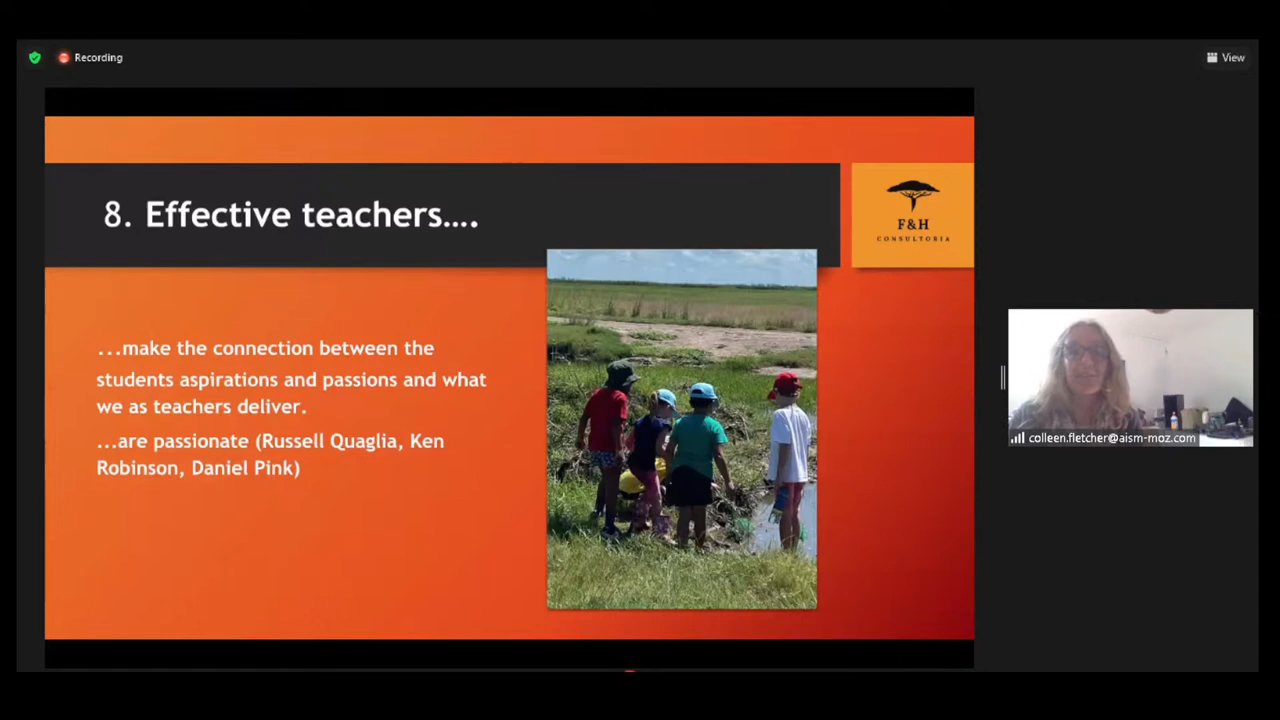 Recording
View
8. Effective teachers….
F&H
CONSULTORIA
...make the connection between the
students aspirations and passions and what
we as teachers deliver.
...are passionate (Russell Quaglia, Ken
Robinson, Daniel Pink)
colleen.fletcher@aism-moz.com